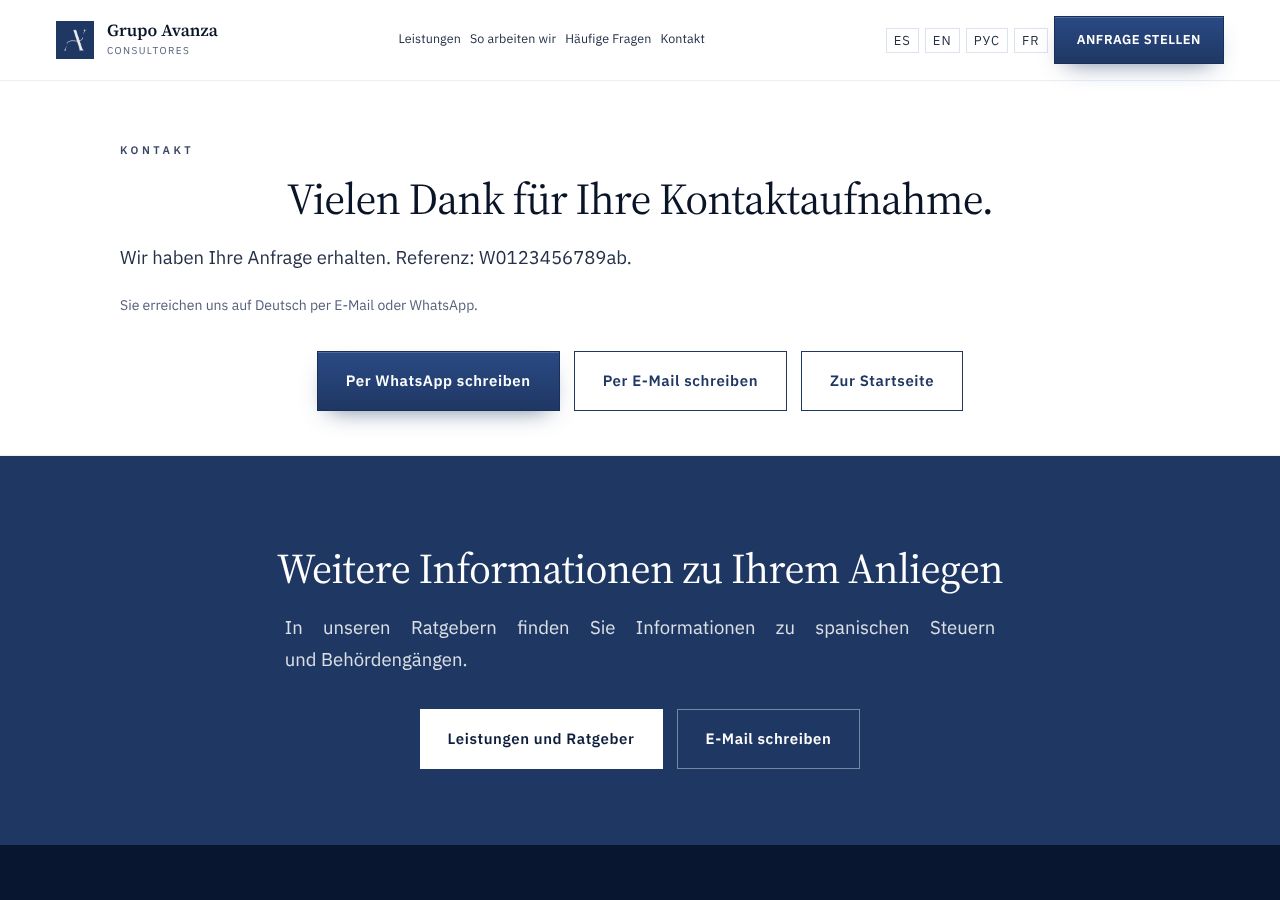 Grupo Avanza
CONSULTORES
Leistungen So arbeiten wir Häufige Fragen Kontakt
ES EN РУС FR
ANFRAGE STELLEN
KONTAKT
Vielen Dank für Ihre Kontaktaufnahme.
Wir haben Ihre Anfrage erhalten. Referenz: W0123456789ab.
Sie erreichen uns auf Deutsch per E-Mail oder WhatsApp.
Per WhatsApp schreiben
Per E-Mail schreiben
Zur Startseite
Weitere Informationen zu Ihrem Anliegen
In unseren Ratgebern finden Sie Informationen zu spanischen Steuern
und Behördengängen.
Leistungen und Ratgeber
E-Mail schreiben